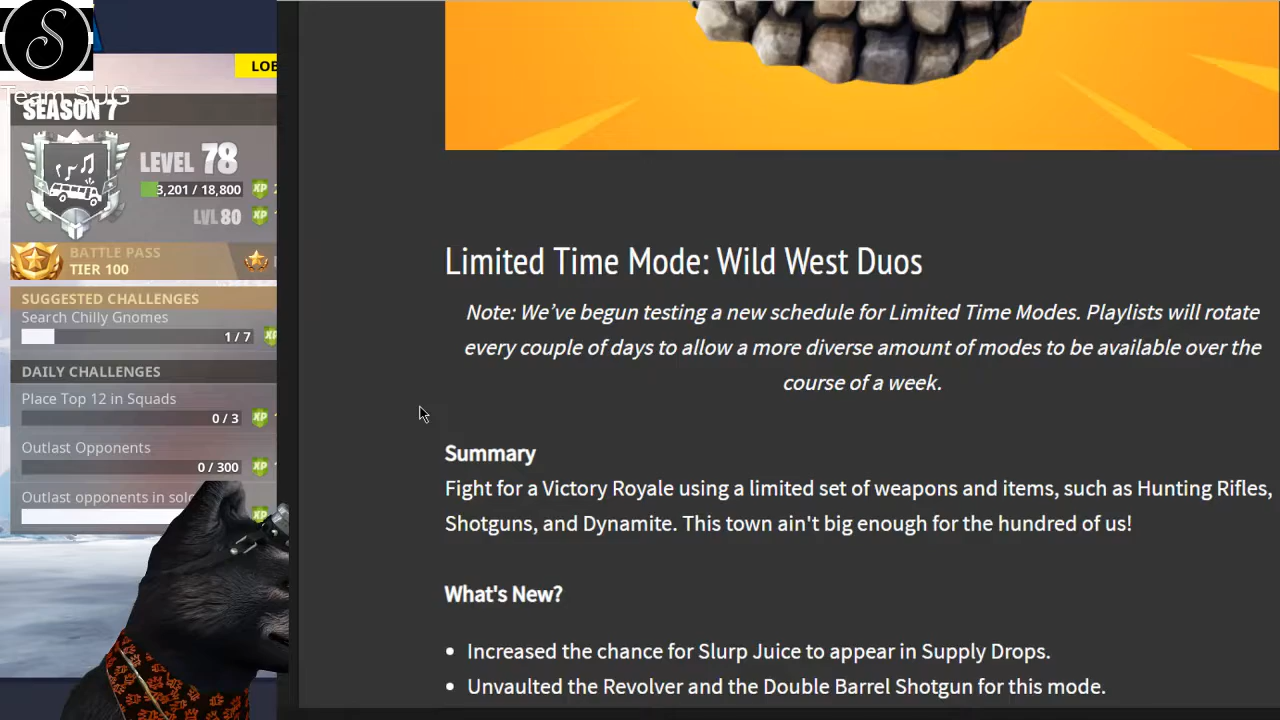 S
Team SUG
LOB
SEASON 7
LEVEL 78
3,201 / 18,800
XP
LVL 80
XP
BATTLE PASS
TIER 100
SUGGESTED CHALLENGES
Search Chilly Gnomes
1 / 7
XP
DAILY CHALLENGES
Place Top 12 in Squads
0 / 3
XP
Outlast Opponents
0 / 300
XP
Outlast opponents in solo
XP
Limited Time Mode: Wild West Duos
Note: We’ve begun testing a new schedule for Limited Time Modes. Playlists will rotate
every couple of days to allow a more diverse amount of modes to be available over the
course of a week.
Summary
Fight for a Victory Royale using a limited set of weapons and items, such as Hunting Rifles,
Shotguns, and Dynamite. This town ain't big enough for the hundred of us!
What's New?
• Increased the chance for Slurp Juice to appear in Supply Drops.
• Unvaulted the Revolver and the Double Barrel Shotgun for this mode.